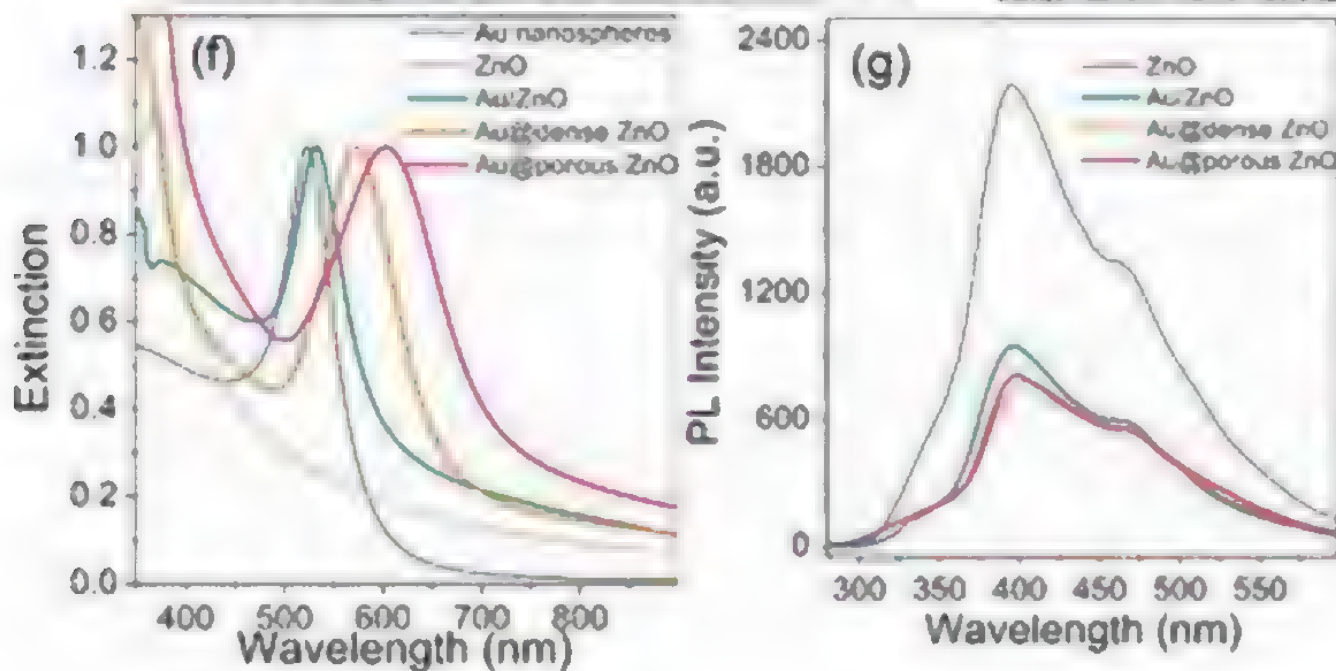 (f)
Au nanospheres
ZnO
Au/ZnO
Au@dense ZnO
Au@porous ZnO
Extinction
1.2
1.0
0.8
0.6
0.4
0.2
0.0
400 500 600 700 800
Wavelength (nm)
(g)
ZnO
Au/ZnO
Au@dense ZnO
Au@porous ZnO
PL Intensity (a.u.)
2400
1800
1200
600
0
300 350 400 450 500 550
Wavelength (nm)